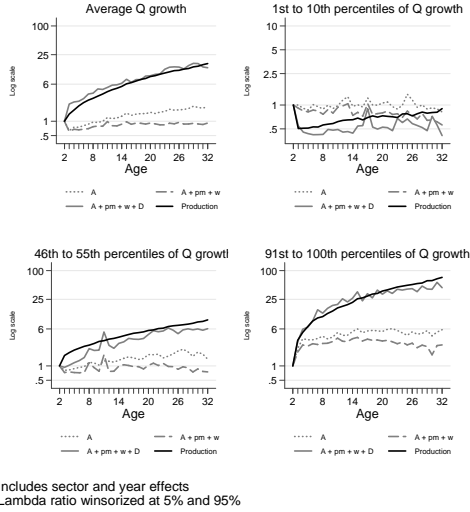 Average Q growth
100
25
6
1
.5
Log scale
2 8 14 20 26 32
Age
A
A + pm + w
A + pm + w + D
Production
1st to 10th percentiles of Q growth
10
5
2.5
1
.5
Log scale
2 8 14 20 26 32
Age
A
A + pm + w
A + pm + w + D
Production
46th to 55th percentiles of Q growth
100
25
6
1
.5
Log scale
2 8 14 20 26 32
Age
A
A + pm + w
A + pm + w + D
Production
91st to 100th percentiles of Q growth
100
25
6
1
.5
Log scale
2 8 14 20 26 32
Age
A
A + pm + w
A + pm + w + D
Production
ncludes sector and year effects
Lambda ratio winsorized at 5% and 95%